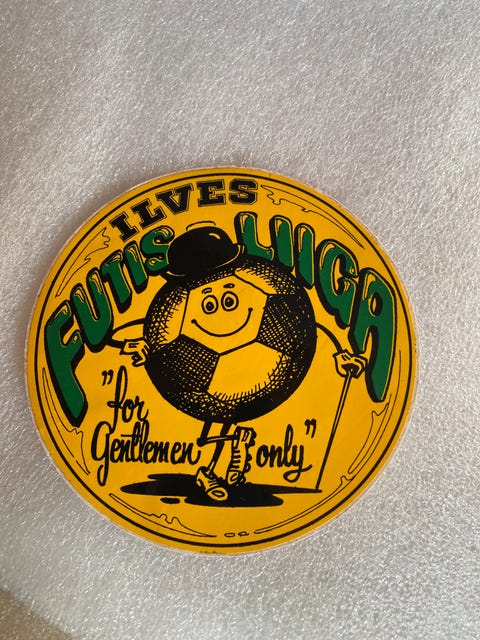 ILVES
FUTIS LIIGA
"for
Gentlemen only"